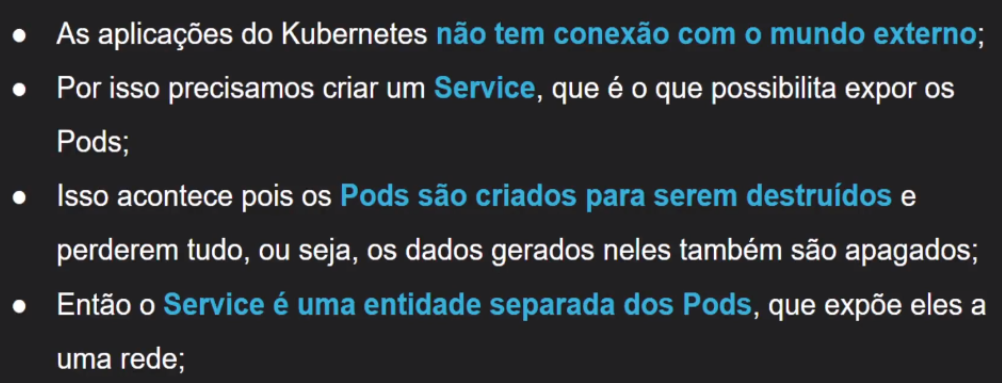 ● As aplicações do Kubernetes não tem conexão com o mundo externo;
● Por isso precisamos criar um Service, que é o que possibilita expor os
Pods;
● Isso acontece pois os Pods são criados para serem destruídos e
perderem tudo, ou seja, os dados gerados neles também são apagados;
● Então o Service é uma entidade separada dos Pods, que expõe eles a
uma rede;